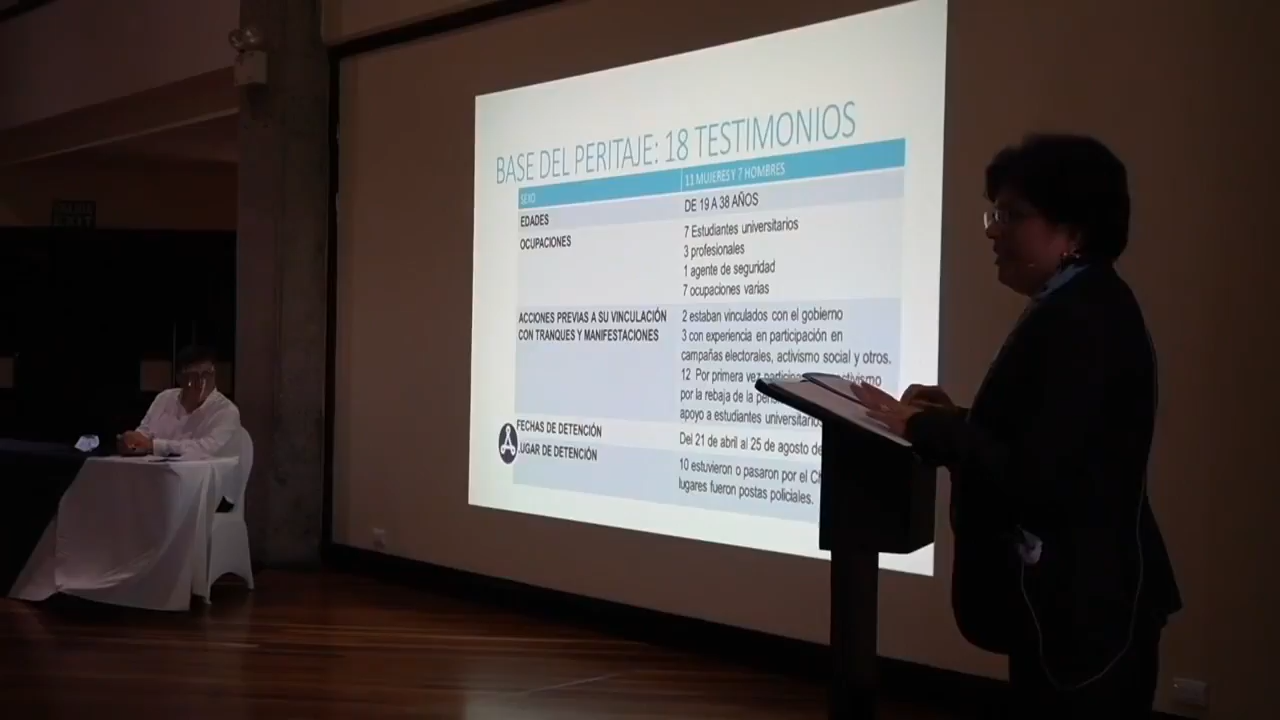 BASE DEL PERITAJE: 18 TESTIMONIOS
SEXO
11 MUJERES Y 7 HOMBRES
EDADES
DE 19 A 38 AÑOS
OCUPACIONES
7 Estudiantes universitarios
3 profesionales
1 agente de seguridad
7 ocupaciones varias
ACCIONES PREVIAS A SU VINCULACIÓN
CON TRANQUES Y MANIFESTACIONES
2 estaban vinculados con el gobierno
3 con experiencia en participación en
campañas electorales, activismo social y otros.
12 Por primera vez
por la rebaja de la
apoyo a estudiantes
FECHAS DE DETENCIÓN
Del 21 de abril al 25 de agosto
LUGAR DE DETENCIÓN
10 estuvieron o pasaron por el
lugares fueron postas policiales.